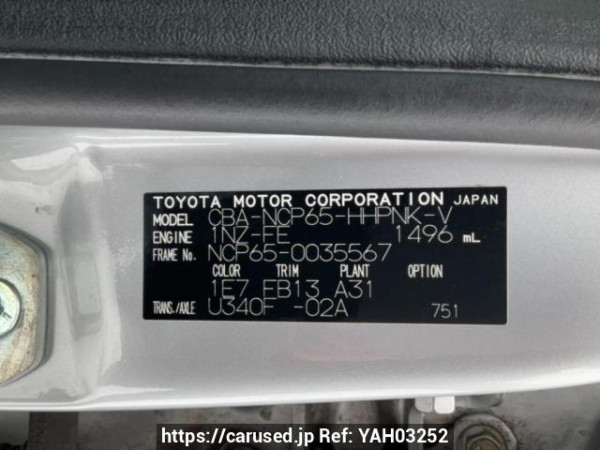 TOYOTA MOTOR CORPORATION JAPAN
MODEL CBA-NCP65-HHPNK-V
ENGINE 1NZ-FE 1496 mL
FRAME No. NCP65-0035567
COLOR TRIM PLANT OPTION
1E7 EB13 A31
TRANS./AXLE U340F -02A 751
https://carused.jp Ref: YAH03252